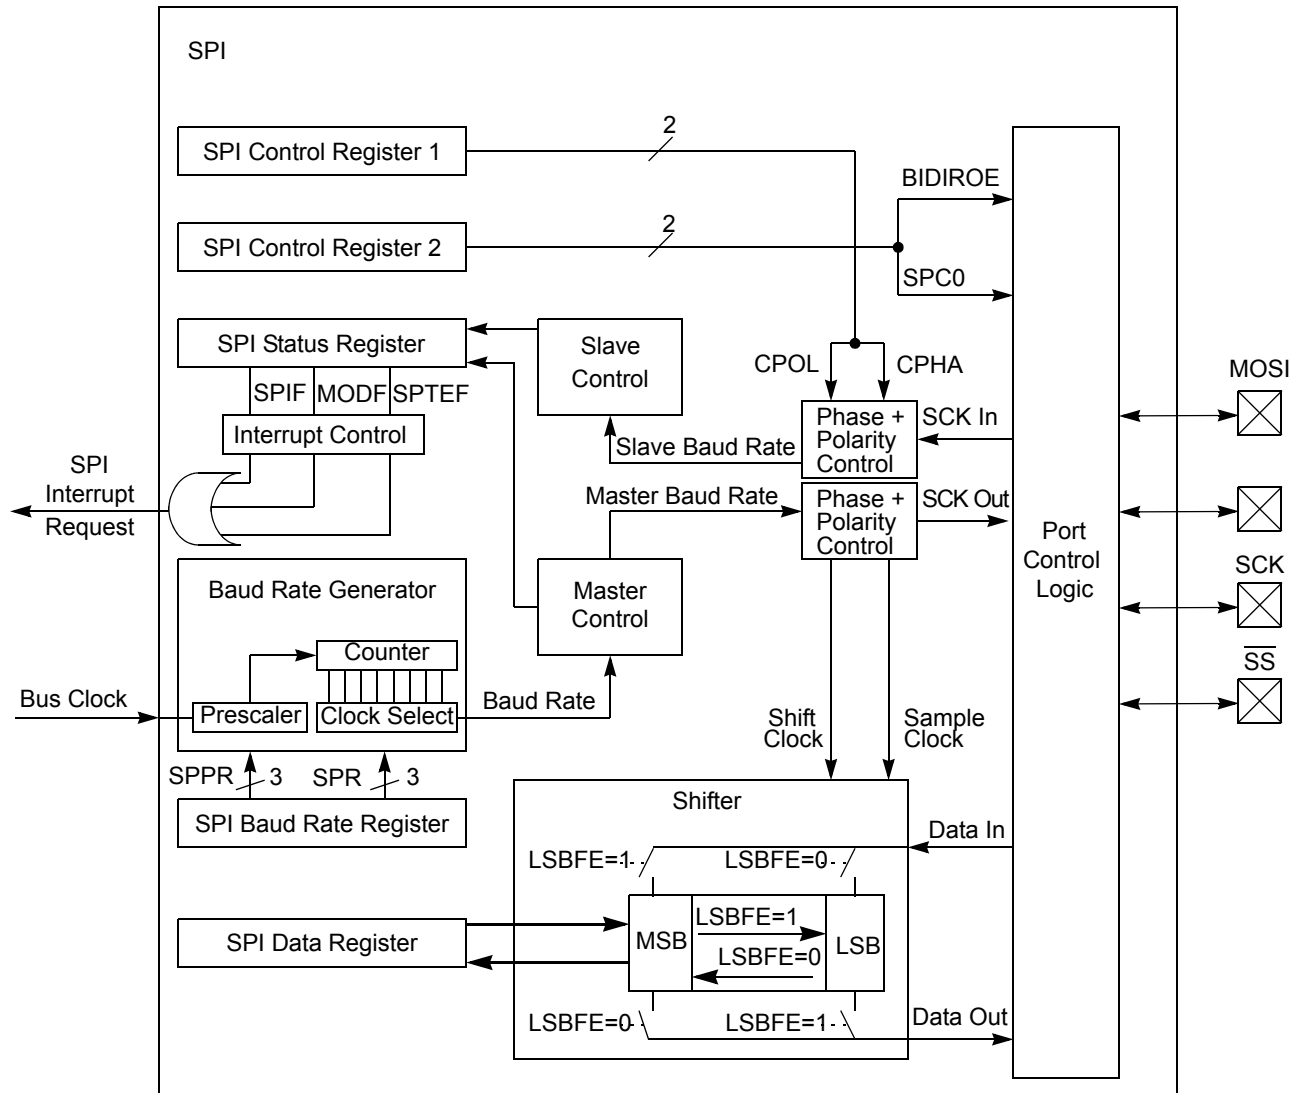 SPI
SPI Control Register 1
2
BIDIROE
SPI Control Register 2
2
SPC0
SPI Status Register
Slave
Control
CPOL
CPHA
MOSI
SPIF
MODF
SPTEF
Interrupt Control
Phase +
Polarity
Control
SCK In
Slave Baud Rate
SPI
Interrupt
Request
Master Baud Rate
Phase +
Polarity
Control
SCK Out
Port
Control
Logic
SCK
Baud Rate Generator
Master
Control
Counter
SS
Bus Clock
Prescaler
Clock Select
Baud Rate
Shift
Clock
Sample
Clock
SPPR
3
SPR
3
SPI Baud Rate Register
Shifter
Data In
LSBFE=1
LSBFE=0
SPI Data Register
MSB
LSBFE=1
LSBFE=0
LSB
LSBFE=0
LSBFE=1
Data Out